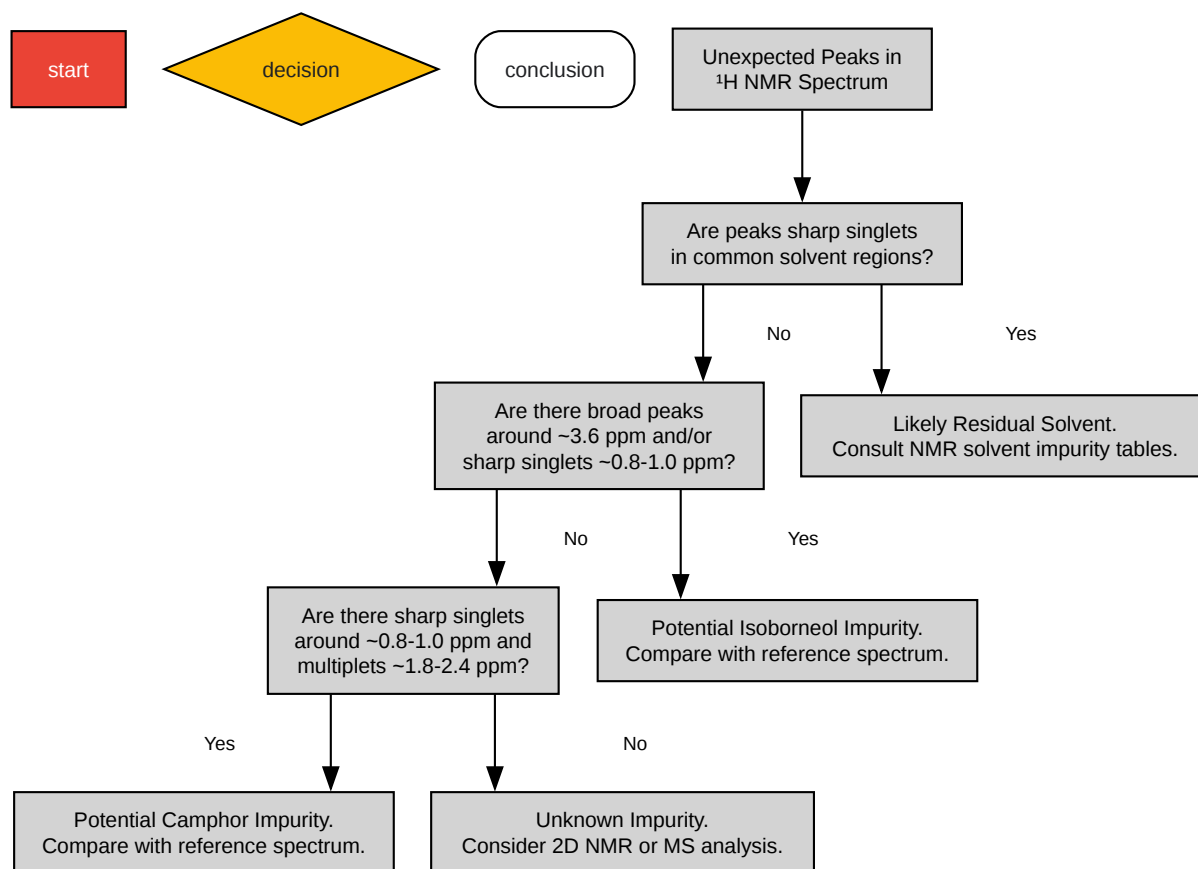 start
decision
conclusion
Unexpected Peaks in
¹H NMR Spectrum
Are peaks sharp singlets
in common solvent regions?
No
Yes
Are there broad peaks
around ~3.6 ppm and/or
sharp singlets ~0.8-1.0 ppm?
Likely Residual Solvent.
Consult NMR solvent impurity tables.
No
Yes
Are there sharp singlets
around ~0.8-1.0 ppm and
multiplets ~1.8-2.4 ppm?
Potential Isoborneol Impurity.
Compare with reference spectrum.
Yes
No
Potential Camphor Impurity.
Compare with reference spectrum.
Unknown Impurity.
Consider 2D NMR or MS analysis.